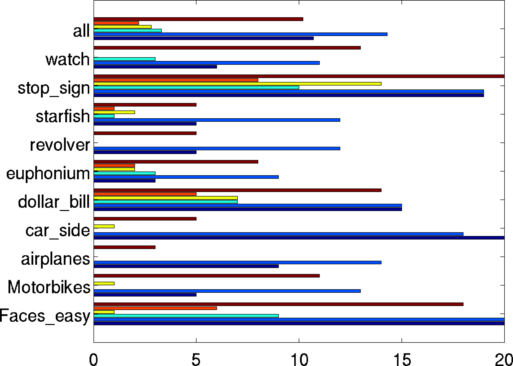 all
watch
stop_sign
starfish
revolver
euphonium
dollar_bill
car_side
airplanes
Motorbikes
Faces_easy
0 5 10 15 20